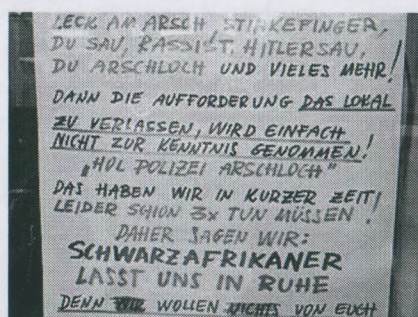 LECK AM ARSCH STINKEFINGER,
DU SAU, RASSIST. HITLERSAU,
DU ARSCHLOCH UND VIELES MEHR!
DANN DIE AUFFORDERUNG DAS LOKAL
ZU VERLASSEN, WIRD EINFACH
NICHT ZUR KENNTNIS GENOMMEN!
"HOL POLIZEI ARSCHLOCH"
DAS HABEN WIR IN KURZER ZEIT!
LEIDER SCHON 3x TUN MÜSSEN!
DAHER SAGEN WIR:
SCHWARZAFRIKANER
LASST UNS IN RUHE
DENN WIR WOLLEN NICHTS VON EUCH